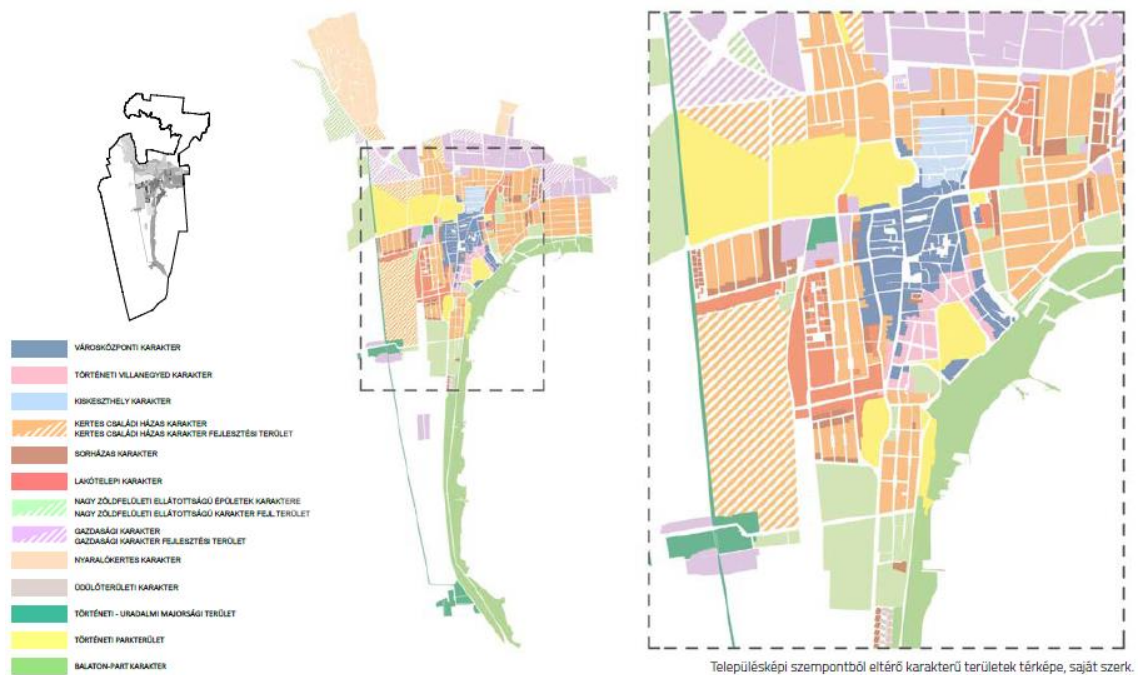 VÁROSKÖZPONTI KARAKTER
TÖRTÉNETI VILLANEGYED KARAKTER
KISKESZTHELY KARAKTER
KERTES CSALÁDI HÁZAS KARAKTER
KERTES CSALÁDI HÁZAS KARAKTER FEJLESZTÉSI TERÜLET
SORHÁZAS KARAKTER
LAKÓTELEPI KARAKTER
NAGY ZÖLDFELÜLETI ELLÁTOTTSÁGÚ ÉPÜLETEK KARAKTERE
NAGY ZÖLDFELÜLETI ELLÁTOTTSÁGÚ KARAKTER FEJL.TERÜLET
GAZDASÁGI KARAKTER
GAZDASÁGI KARAKTER FEJLESZTÉSI TERÜLET
NYARALÓKERTES KARAKTER
ÜDÜLŐTERÜLETI KARAKTER
TÖRTÉNETI - URADALMI MAJORSÁGI TERÜLET
TÖRTÉNETI PARKTERÜLET
BALATON-PART KARAKTER
Településképi szempontból eltérő karakterű területek térképe, saját szerk.